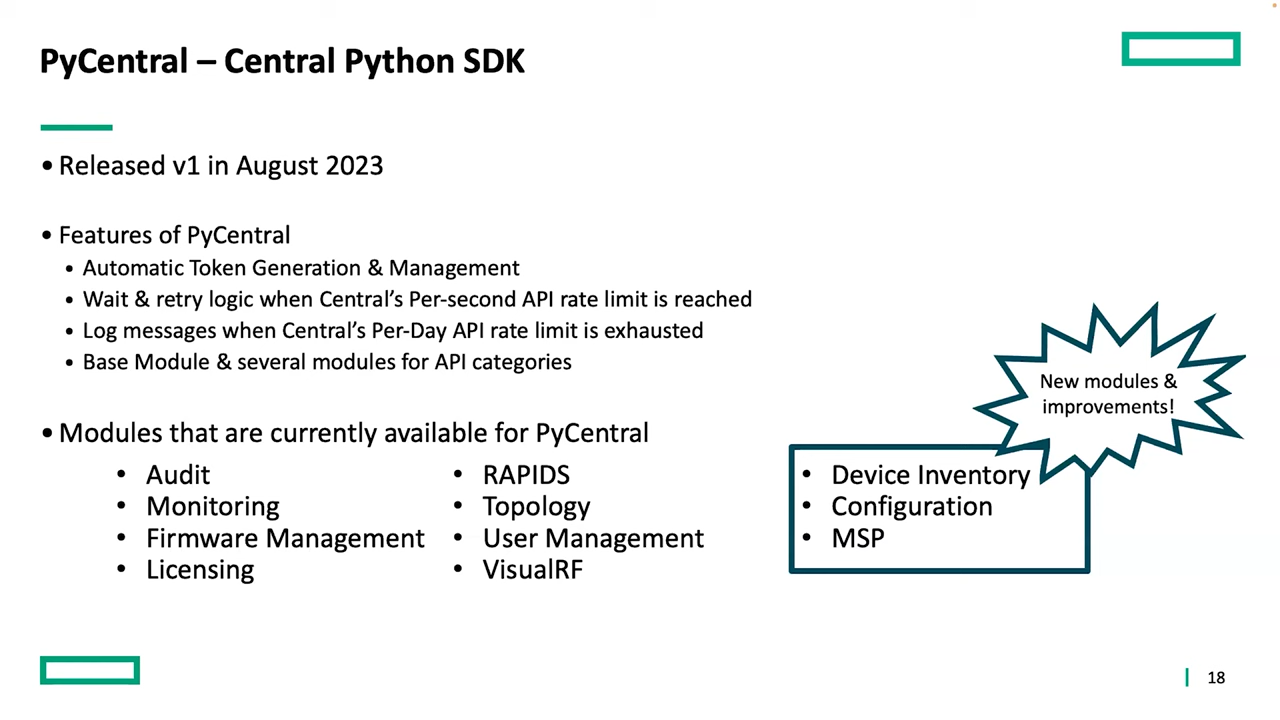 PyCentral – Central Python SDK
• Released v1 in August 2023
• Features of PyCentral
• Automatic Token Generation & Management
• Wait & retry logic when Central’s Per-second API rate limit is reached
• Log messages when Central’s Per-Day API rate limit is exhausted
• Base Module & several modules for API categories
• Modules that are currently available for PyCentral
• Audit
• Monitoring
• Firmware Management
• Licensing
• RAPIDS
• Topology
• User Management
• VisualRF
New modules &
improvements!
• Device Inventory
• Configuration
• MSP
18